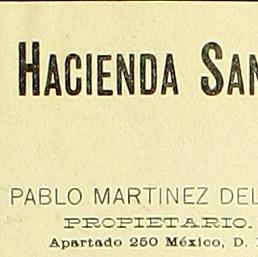 HACIENDA SAN
PABLO MARTINEZ DEL
PROPIETARIO.
Apartado 250 México, D.